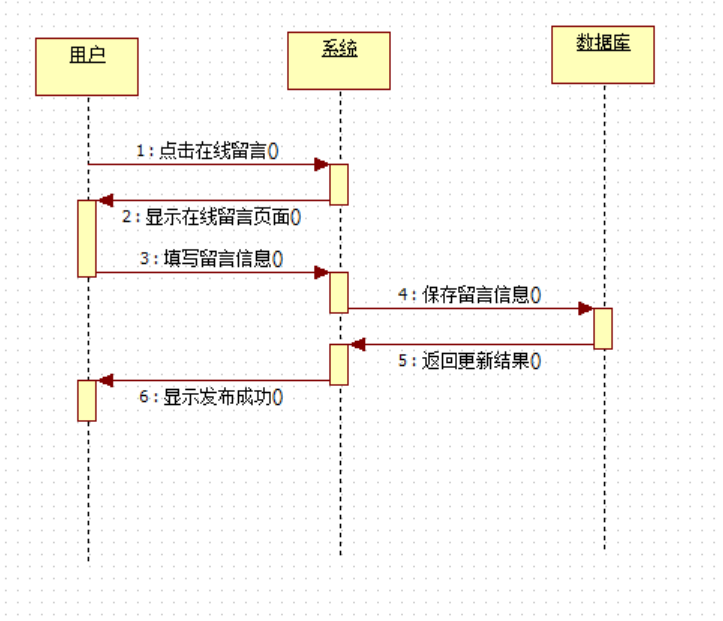 用户
系统
数据库
1 : 点击在线留言()
2 : 显示在线留言页面()
3 : 填写留言信息()
4 : 保存留言信息()
5 : 返回更新结果()
6 : 显示发布成功()